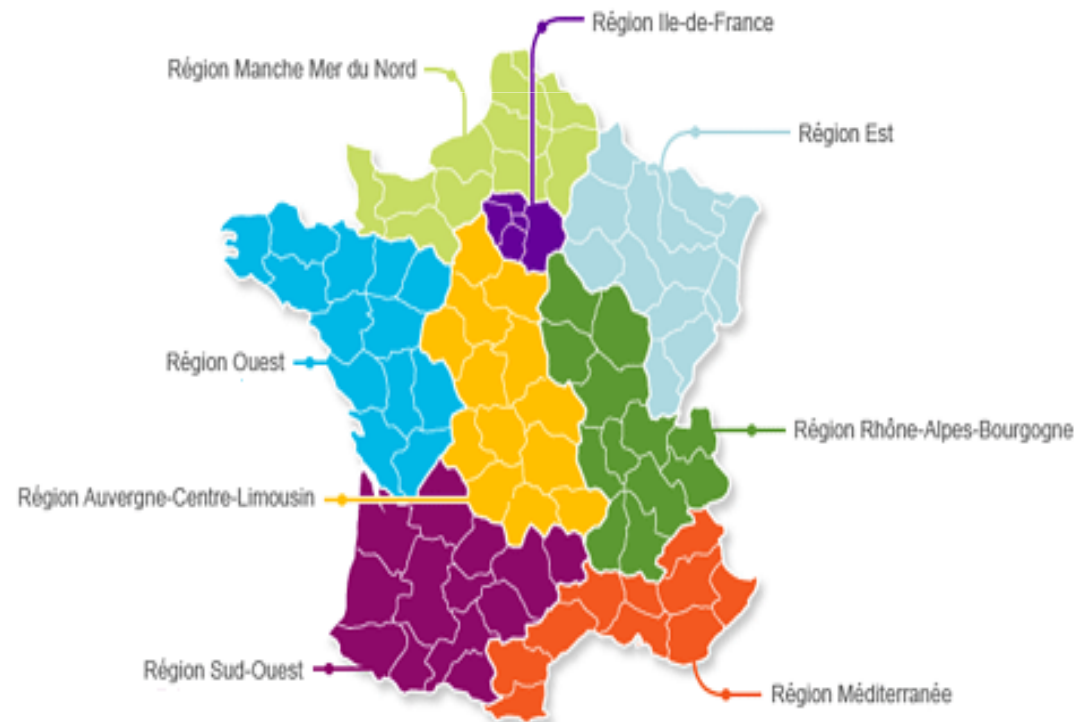 Région Ile-de-France
Région Manche Mer du Nord
Région Est
Région Ouest
Région Rhône-Alpes-Bourgogne
Région Auvergne-Centre-Limousin
Région Sud-Ouest
Région Méditerranée